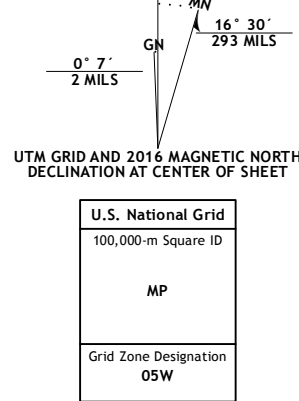 MN
16° 30´
293 MILS
GN
0° 7´
2 MILS
UTM GRID AND 2016 MAGNETIC NORTH
DECLINATION AT CENTER OF SHEET
U.S. National Grid
100,000-m Square ID
MP
Grid Zone Designation
05W